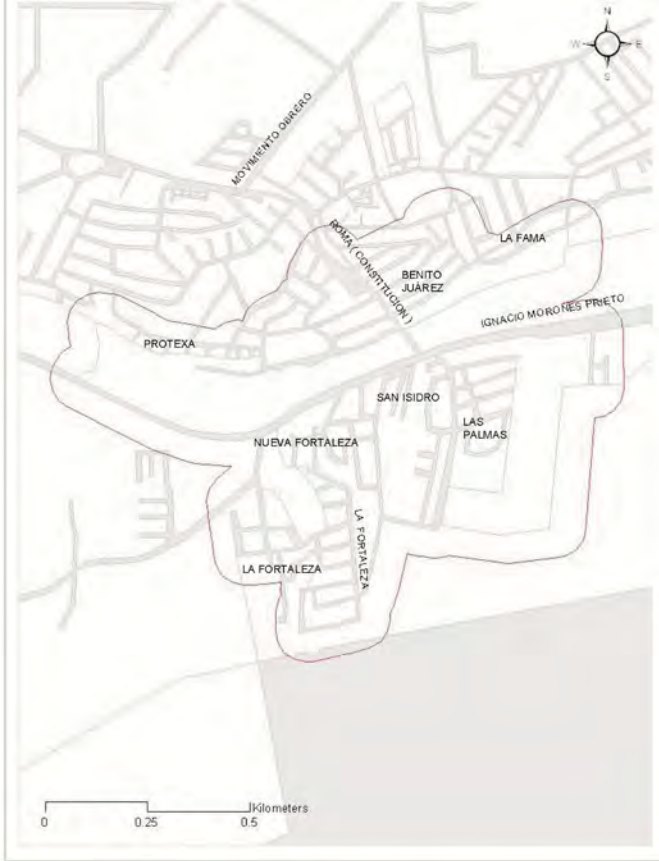 N
W
E
S
MOVIMIENTO OBRERO
ROMA ( CONSTITUCION )
LA FAMA
BENITO
JUÁREZ
IGNACIO MORONES PRIETO
PROTEXA
SAN ISIDRO
LAS
PALMAS
NUEVA FORTALEZA
LA FORTALEZA
LA FORTALEZA
Kilometers
0
0.25
0.5